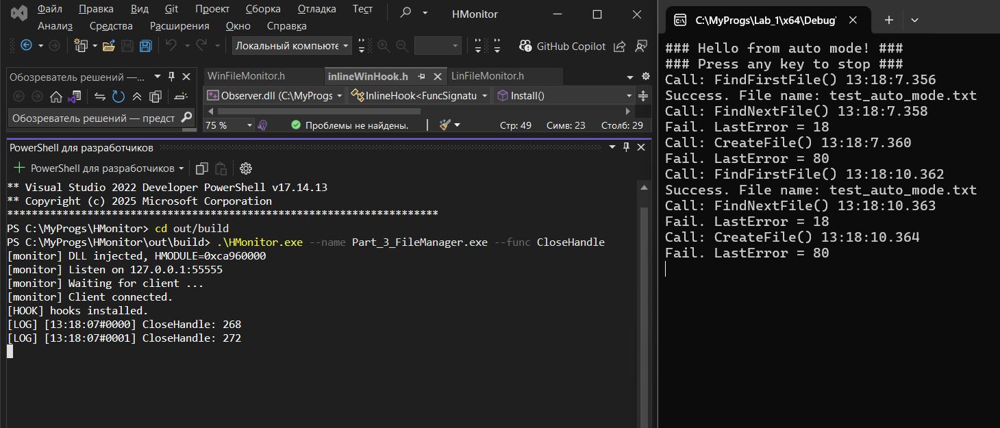 Файл Правка Вид Git Проект Сборка Отладка Тест HMonitor
Анализ Средства Расширения Окно Справка
Локальный компьюте GitHub Copilot
Обозреватель решений —...
Обозреватель решений — предст
WinFileMonitor.h inlineWinHook.h LinFileMonitor.h
Observer.dll (C:\MyProgs InlineHook<FuncSignatu Install()
75 % Проблемы не найдены. Стр: 49 Симв: 23 Столб: 29
PowerShell для разработчиков
PowerShell для разработчиков
** Visual Studio 2022 Developer PowerShell v17.14.13
** Copyright (c) 2025 Microsoft Corporation
**********************************************************************
PS C:\MyProgs\HMonitor> cd out/build
PS C:\MyProgs\HMonitor\out\build> .\HMonitor.exe --name Part_3_FileManager.exe --func CloseHandle
[monitor] DLL injected, HMODULE=0xca960000
[monitor] Listen on 127.0.0.1:55555
[monitor] Waiting for client ...
[monitor] Client connected.
[HOOK] hooks installed.
[LOG] [13:18:07#0000] CloseHandle: 268
[LOG] [13:18:07#0001] CloseHandle: 272
C:\MyProgs\Lab_1\x64\Debug\
### Hello from auto mode! ###
### Press any key to stop ###
Call: FindFirstFile() 13:18:7.356
Success. File name: test_auto_mode.txt
Call: FindNextFile() 13:18:7.358
Fail. LastError = 18
Call: CreateFile() 13:18:7.360
Fail. LastError = 80
Call: FindFirstFile() 13:18:10.362
Success. File name: test_auto_mode.txt
Call: FindNextFile() 13:18:10.363
Fail. LastError = 18
Call: CreateFile() 13:18:10.364
Fail. LastError = 80